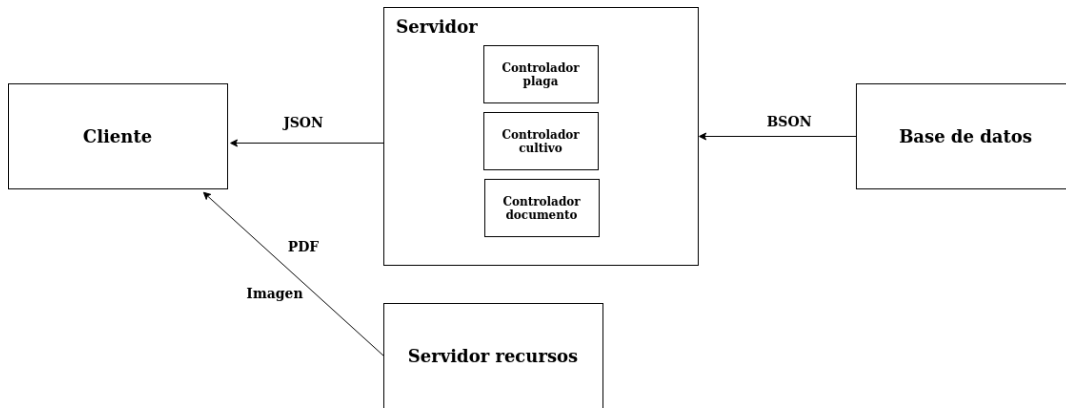 Servidor
Controlador
plaga
Cliente
JSON
Controlador
cultivo
BSON
Base de datos
Controlador
documento
PDF
Imagen
Servidor recursos